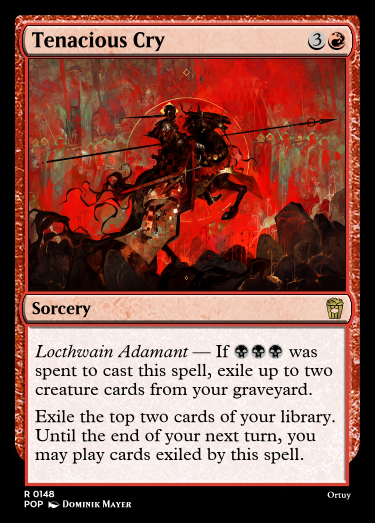 Tenacious Cry 3
Sorcery
Locthwain Adamant — If was
spent to cast this spell, exile up to two
creature cards from your graveyard.
Exile the top two cards of your library.
Until the end of your next turn, you
may play cards exiled by this spell.
R 0148
POP Dominik Mayer
Ortuy